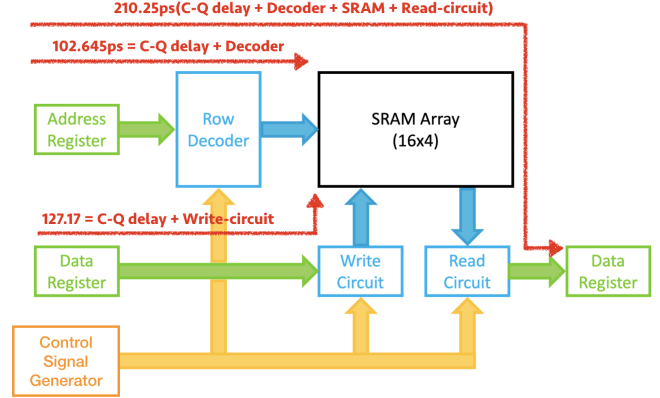 210.25ps(C-Q delay + Decoder + SRAM + Read-circuit)
102.645ps = C-Q delay + Decoder
Address
Register
Row
Decoder
SRAM Array
(16x4)
127.17 = C-Q delay + Write-circuit
Data
Register
Write
Circuit
Read
Circuit
Data
Register
Control
Signal
Generator